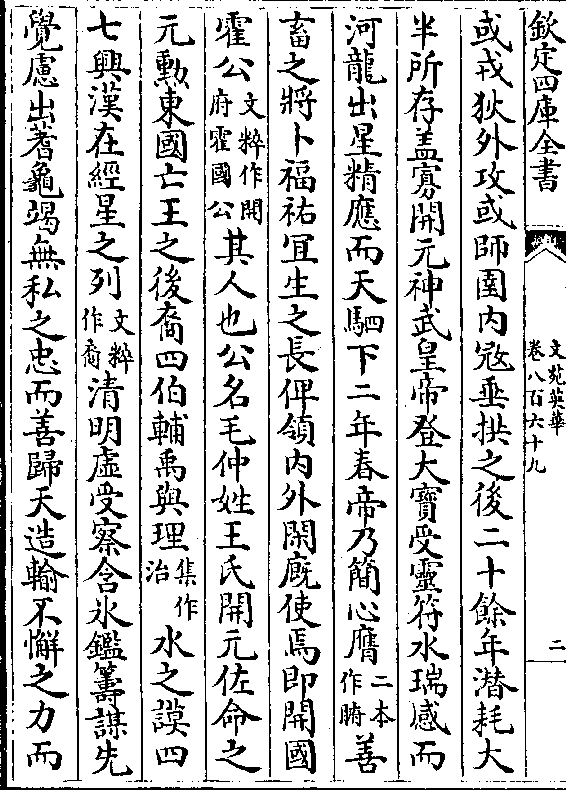 欽定四庫全書
文苑英華
卷八百六十九
二
或戎狄外攻或師圉内寇垂拱之後二十餘年潛耗大
半所存盖寡開元神武皇帝登大寶受靈符水瑞感而
河龍出星精應而天駟下二年春帝乃簡心膺二本作膂善
畜之將卜福祐宜生之長俾領内外閑廐使焉即開國
霍公文粹作開府霍國公其人也公名毛仲姓王氏開元佐命之
元勲東國亡王之後裔四伯輔禹與理集作治水之謨四
七興漢在經星之列文粹作裔清明虛受察含氷鑑籌謀先
覺慮出蓍龜竭無私之忠而善歸天造輸不懈之力而